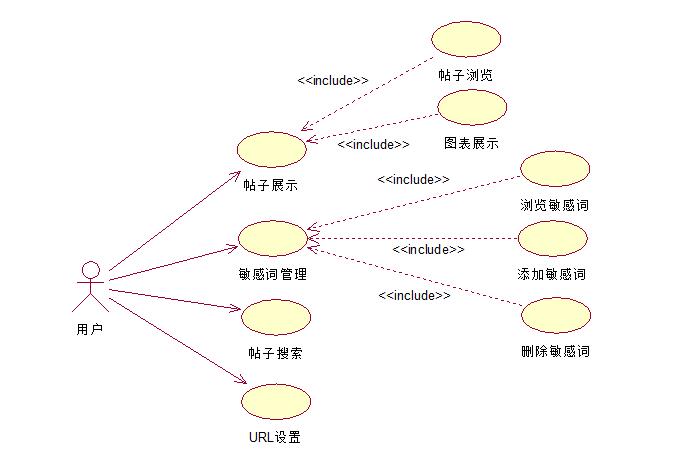 <<include>>
帖子浏览
<<include>>
图表展示
帖子展示
<<include>>
浏览敏感词
<<include>>
敏感词管理
添加敏感词
<<include>>
用户
帖子搜索
删除敏感词
URL设置